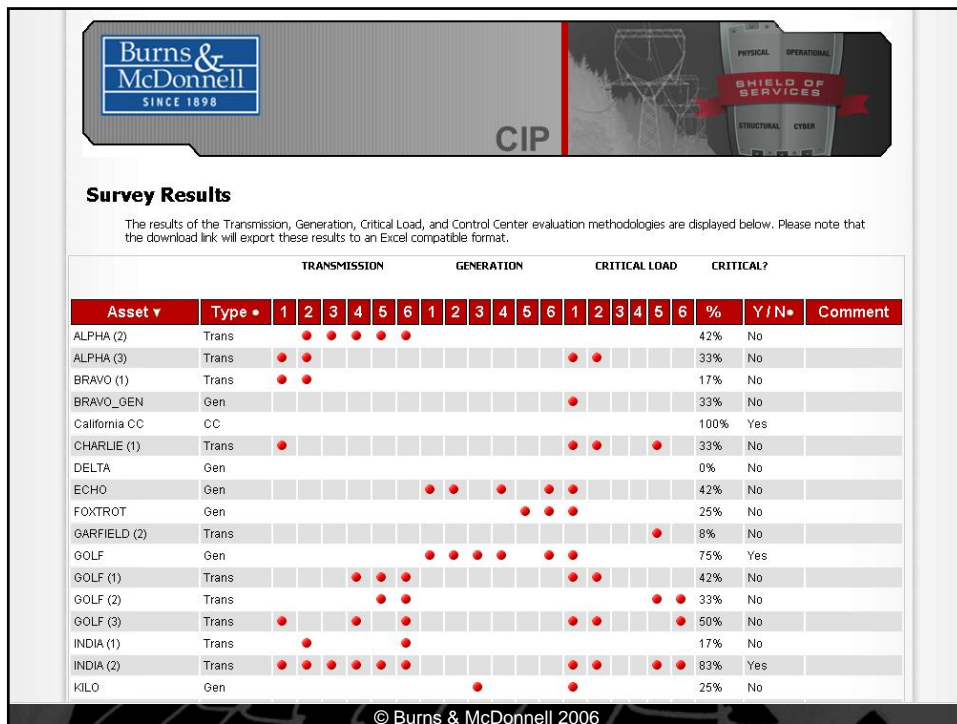 Burns &
McDonnell
SINCE 1898
CIP
PHYSICAL OPERATIONAL
SHIELD OF
SERVICES
STRUCTURAL CYBER
Survey Results
The results of the Transmission, Generation, Critical Load, and Control Center evaluation methodologies are displayed below. Please note that
the download link will export these results to an Excel compatible format.
TRANSMISSION GENERATION CRITICAL LOAD CRITICAL?
Asset ▾ Type • 1 2 3 4 5 6 1 2 3 4 5 6 1 2 3 4 5 6 % Y / N• Comment
ALPHA (2) Trans 42% No
ALPHA (3) Trans 33% No
BRAVO (1) Trans 17% No
BRAVO_GEN Gen 33% No
California CC CC 100% Yes
CHARLIE (1) Trans 33% No
DELTA Gen 0% No
ECHO Gen 42% No
FOXTROT Gen 25% No
GARFIELD (2) Trans 8% No
GOLF Gen 75% Yes
GOLF (1) Trans 42% No
GOLF (2) Trans 33% No
GOLF (3) Trans 50% No
INDIA (1) Trans 17% No
INDIA (2) Trans 83% Yes
KILO Gen 25% No
© Burns & McDonnell 2006